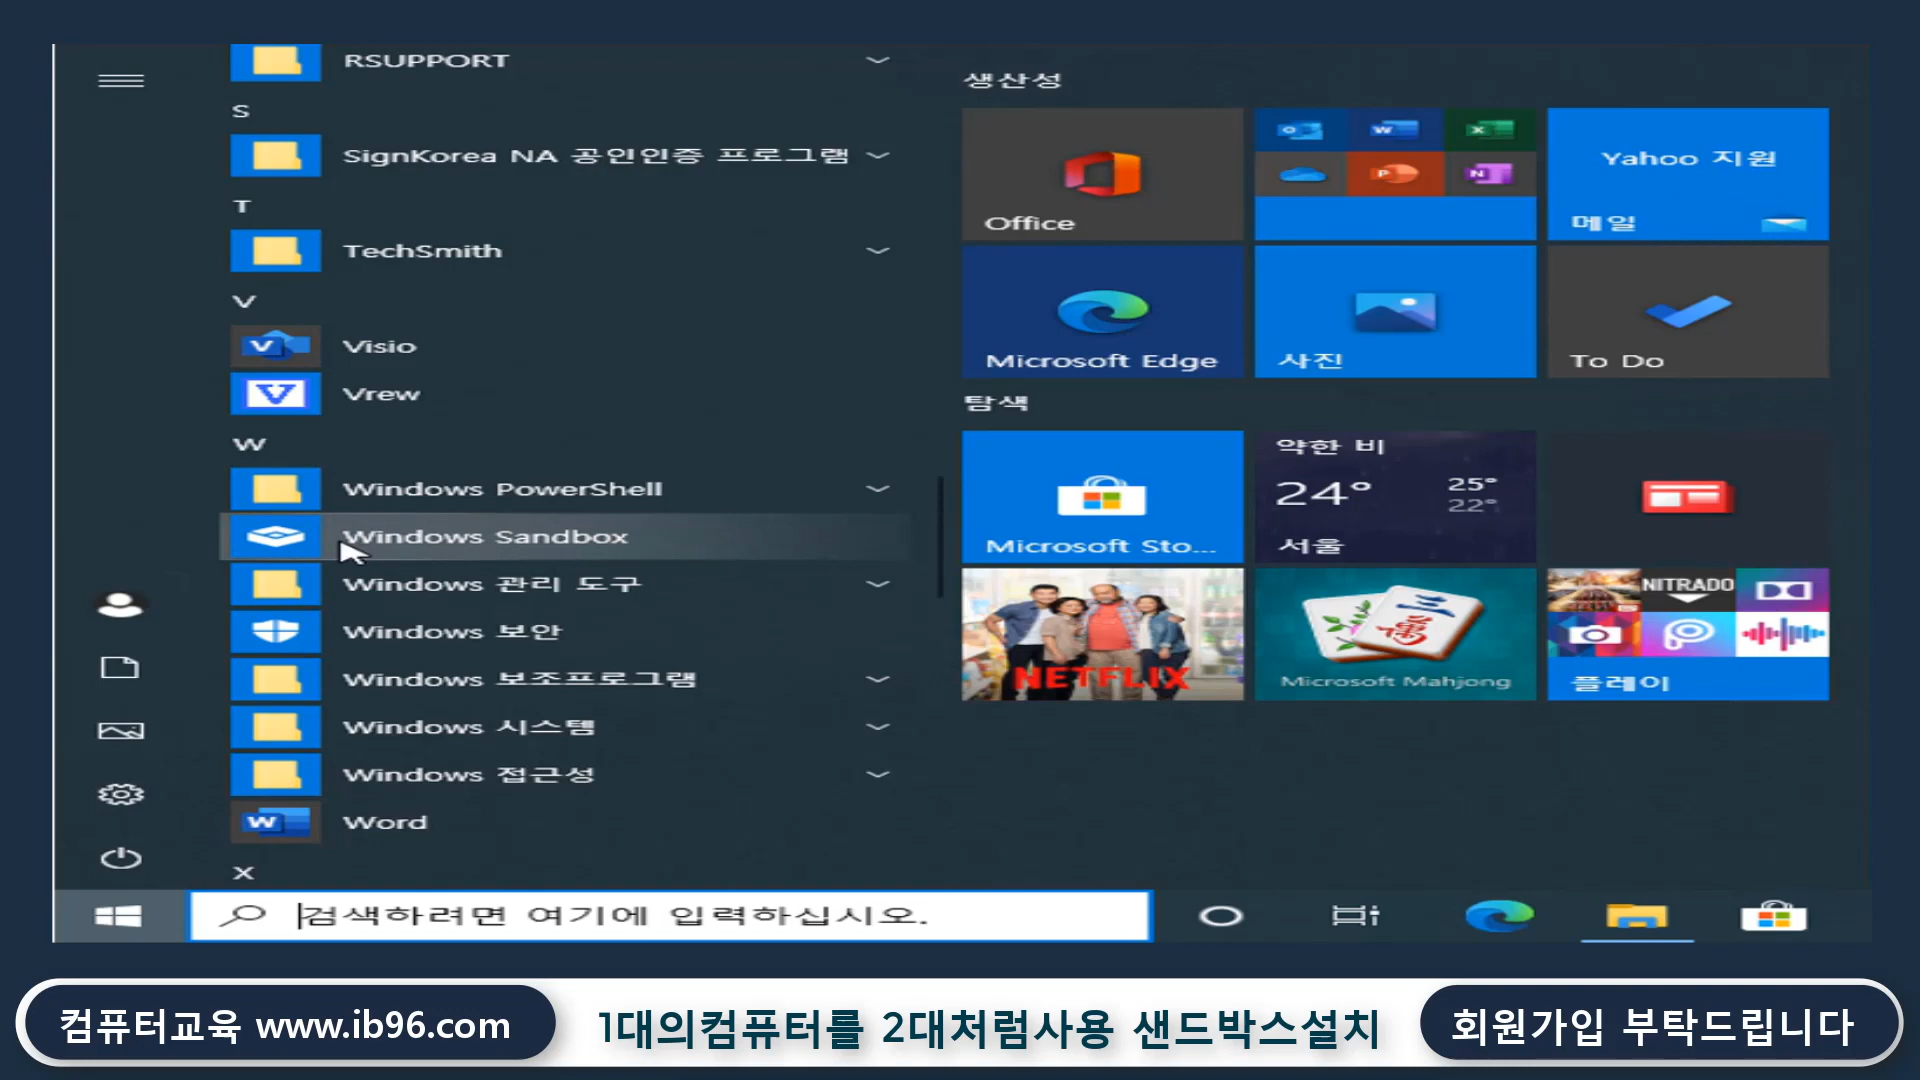 RSUPPORT
S
SignKorea NA 공인인증 프로그램
T
TechSmith
V
Visio
Vrew
W
Windows PowerShell
Windows Sandbox
Windows 관리 도구
Windows 보안
Windows 보조프로그램
Windows 시스템
Windows 접근성
Word
X
생산성
Office
Yahoo 지원
메일
Microsoft Edge
사진
To Do
탐색
Microsoft Sto...
약한 비
24°
25°
22°
서울
NETFLIX
Microsoft Mahjong
NITRADO
플레이
검색하려면 여기에 입력하십시오.
컴퓨터교육 www.ib96.com
1대의컴퓨터를 2대처럼사용 샌드박스설치
회원가입 부탁드립니다